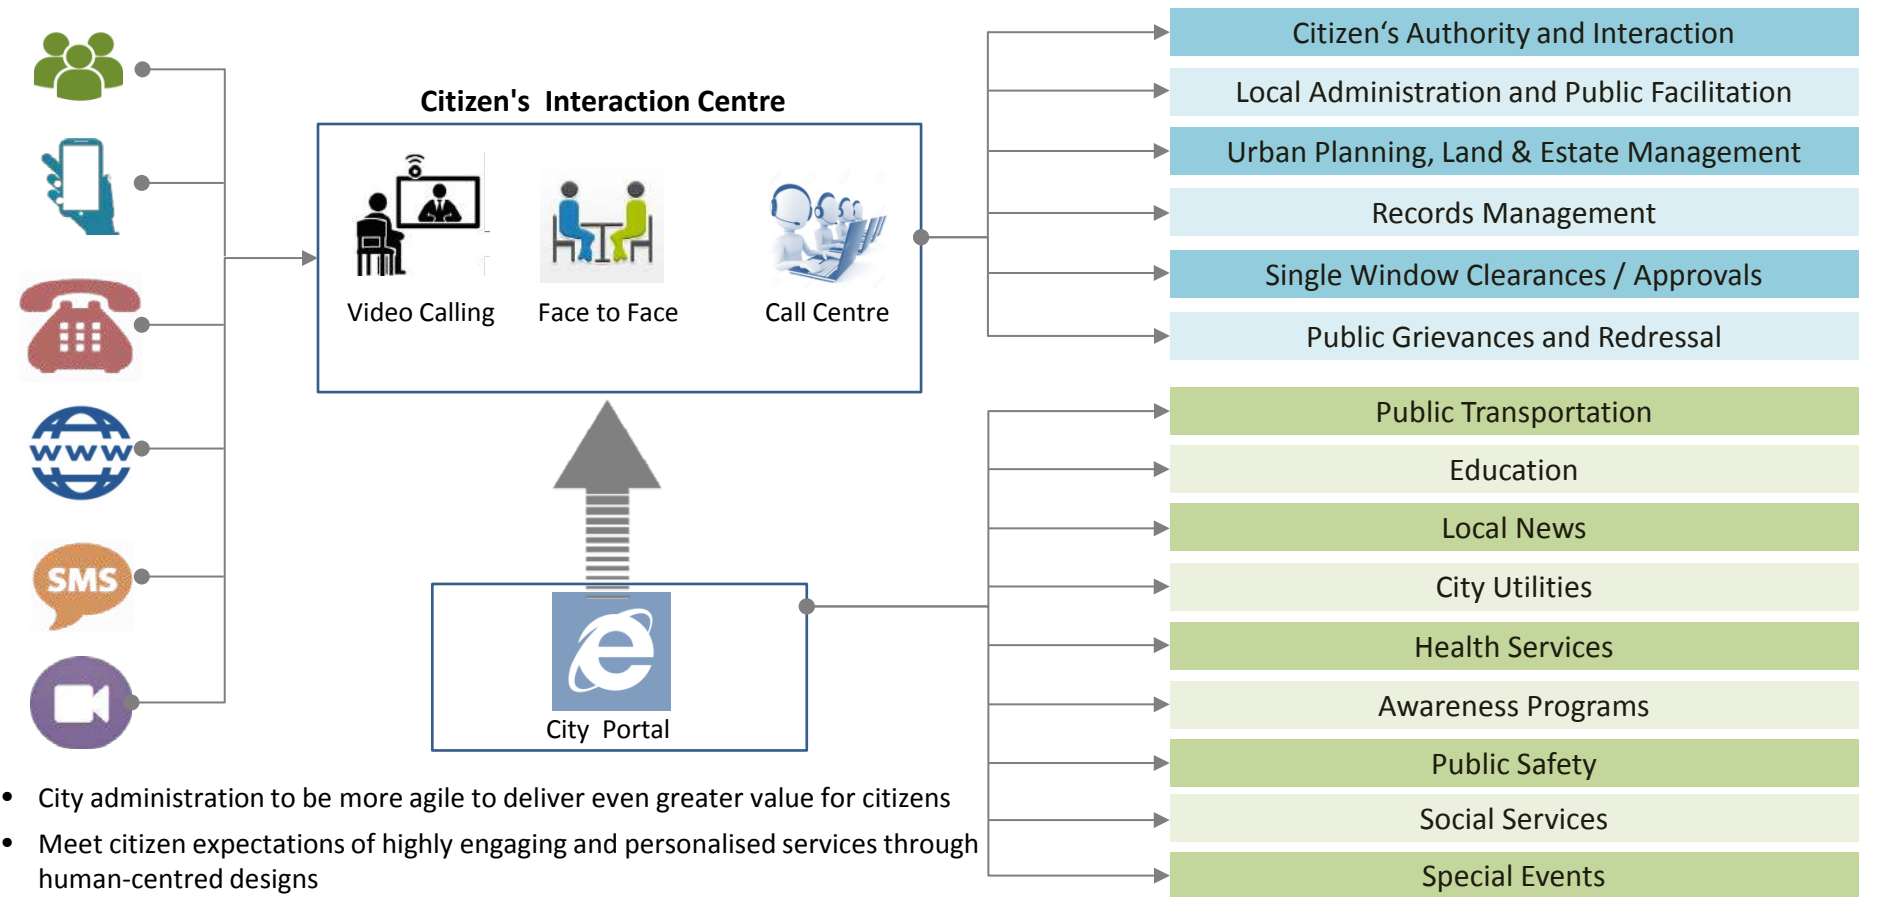 Citizen's  Interaction Centre
Video Calling
Face to Face
Call Centre
www
SMS
City  Portal
Citizen‘s Authority and Interaction
Local Administration and Public Facilitation
Urban Planning, Land & Estate Management
Records Management
Single Window Clearances / Approvals
Public Grievances and Redressal
Public Transportation
Education
Local News
City Utilities
Health Services
Awareness Programs
Public Safety
Social Services
Special Events
• City administration to be more agile to deliver even greater value for citizens
• Meet citizen expectations of highly engaging and personalised services through
human-centred designs